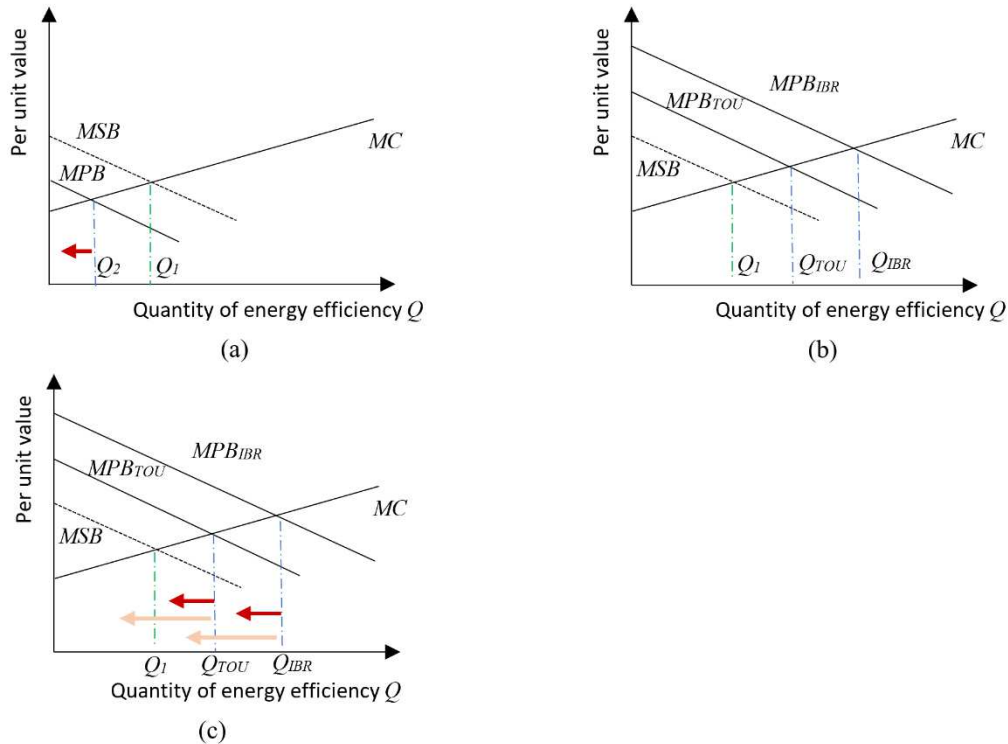 Per unit value
MSB
MPB
MC
Q2
Q1
Quantity of energy efficiency Q
(a)
Per unit value
MPBIBR
MPBTOU
MSB
MC
Q1
QTOU
QIBR
Quantity of energy efficiency Q
(b)
Per unit value
MPBIBR
MPBTOU
MSB
MC
Q1
QTOU
QIBR
Quantity of energy efficiency Q
(c)